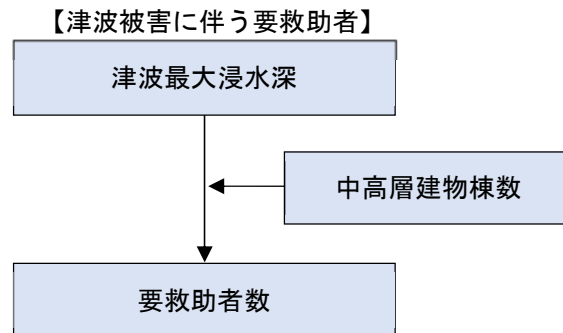 【津波被害に伴う要救助者】
津波最大浸水深
中高層建物棟数
要救助者数